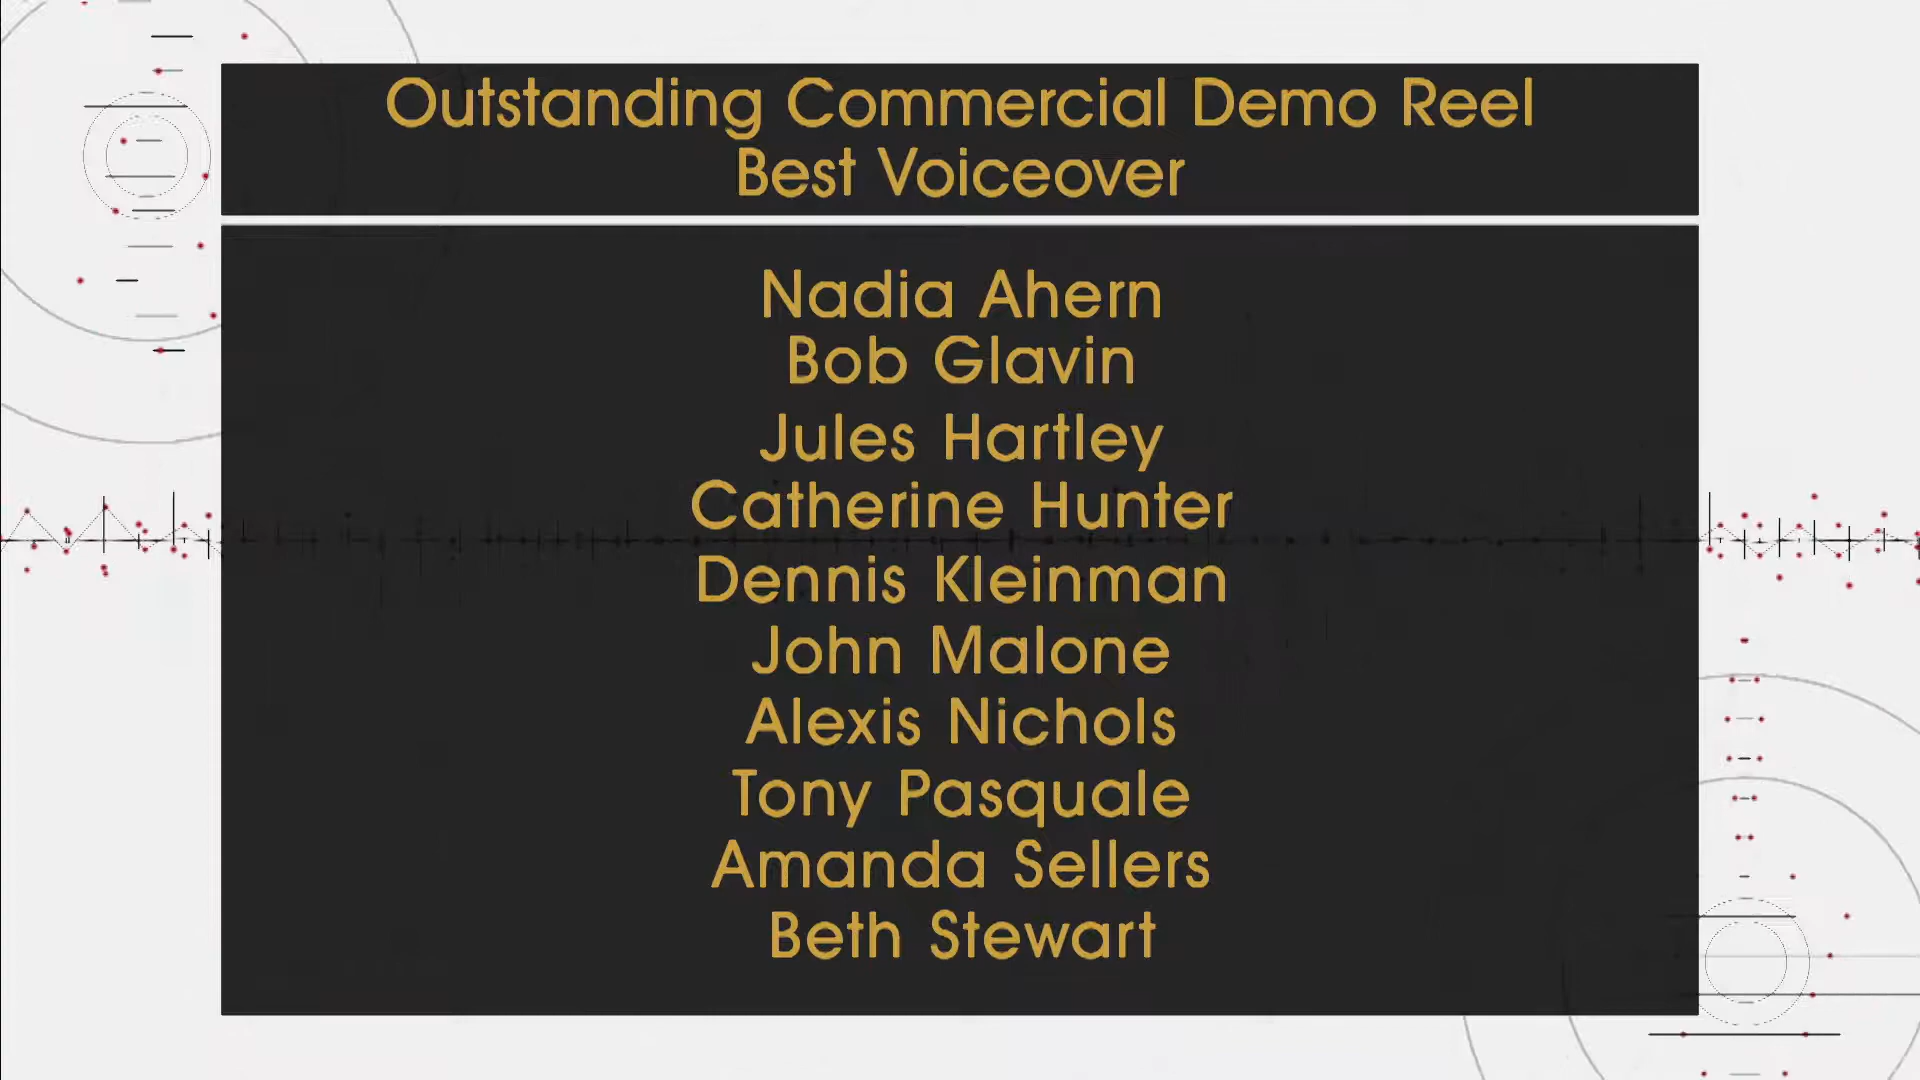 Outstanding Commercial Demo Reel
Best Voiceover
Nadia Ahern
Bob Glavin
Jules Hartley
Catherine Hunter
Dennis Kleinman
John Malone
Alexis Nichols
Tony Pasquale
Amanda Sellers
Beth Stewart